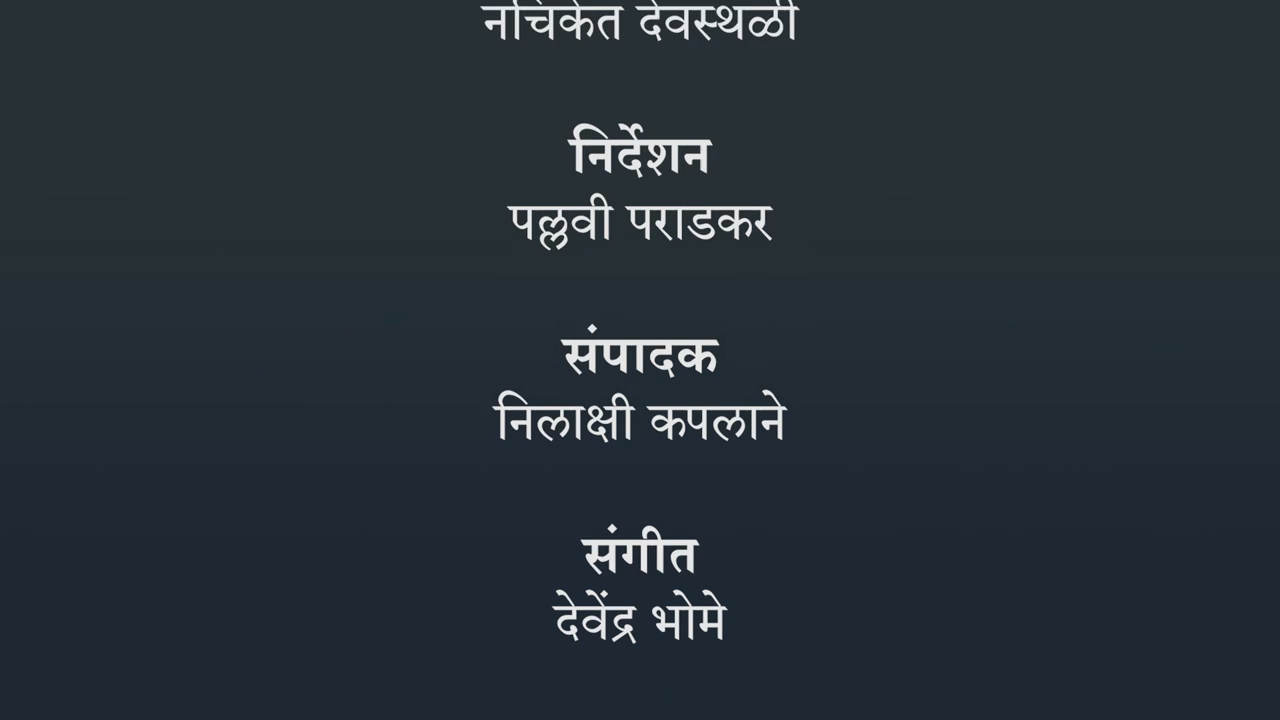 नचिकेत देवस्थळी
निर्देशन
पल्लवी पराडकर
संपादक
निलाक्षी कपलाने
संगीत
देवेंद्र भोमे